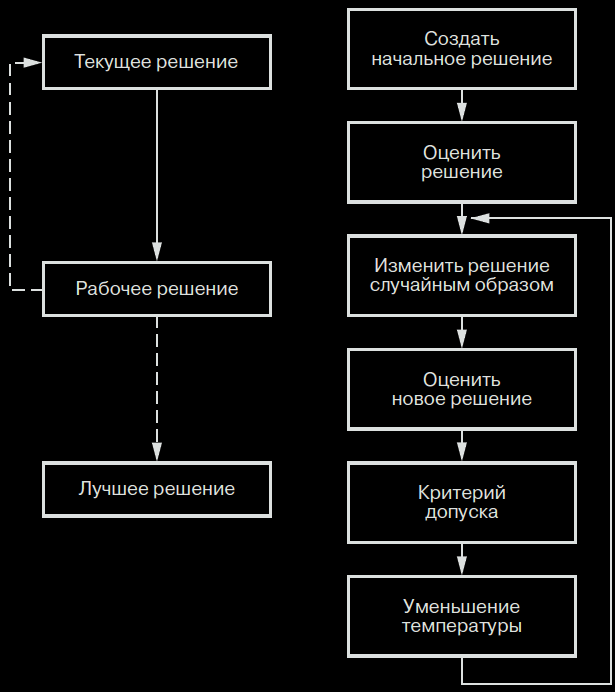 Текущее решение
Рабочее решение
Лучшее решение
Создать
начальное решение
Оценить
решение
Изменить решение
случайным образом
Оценить
новое решение
Критерий
допуска
Уменьшение
температуры